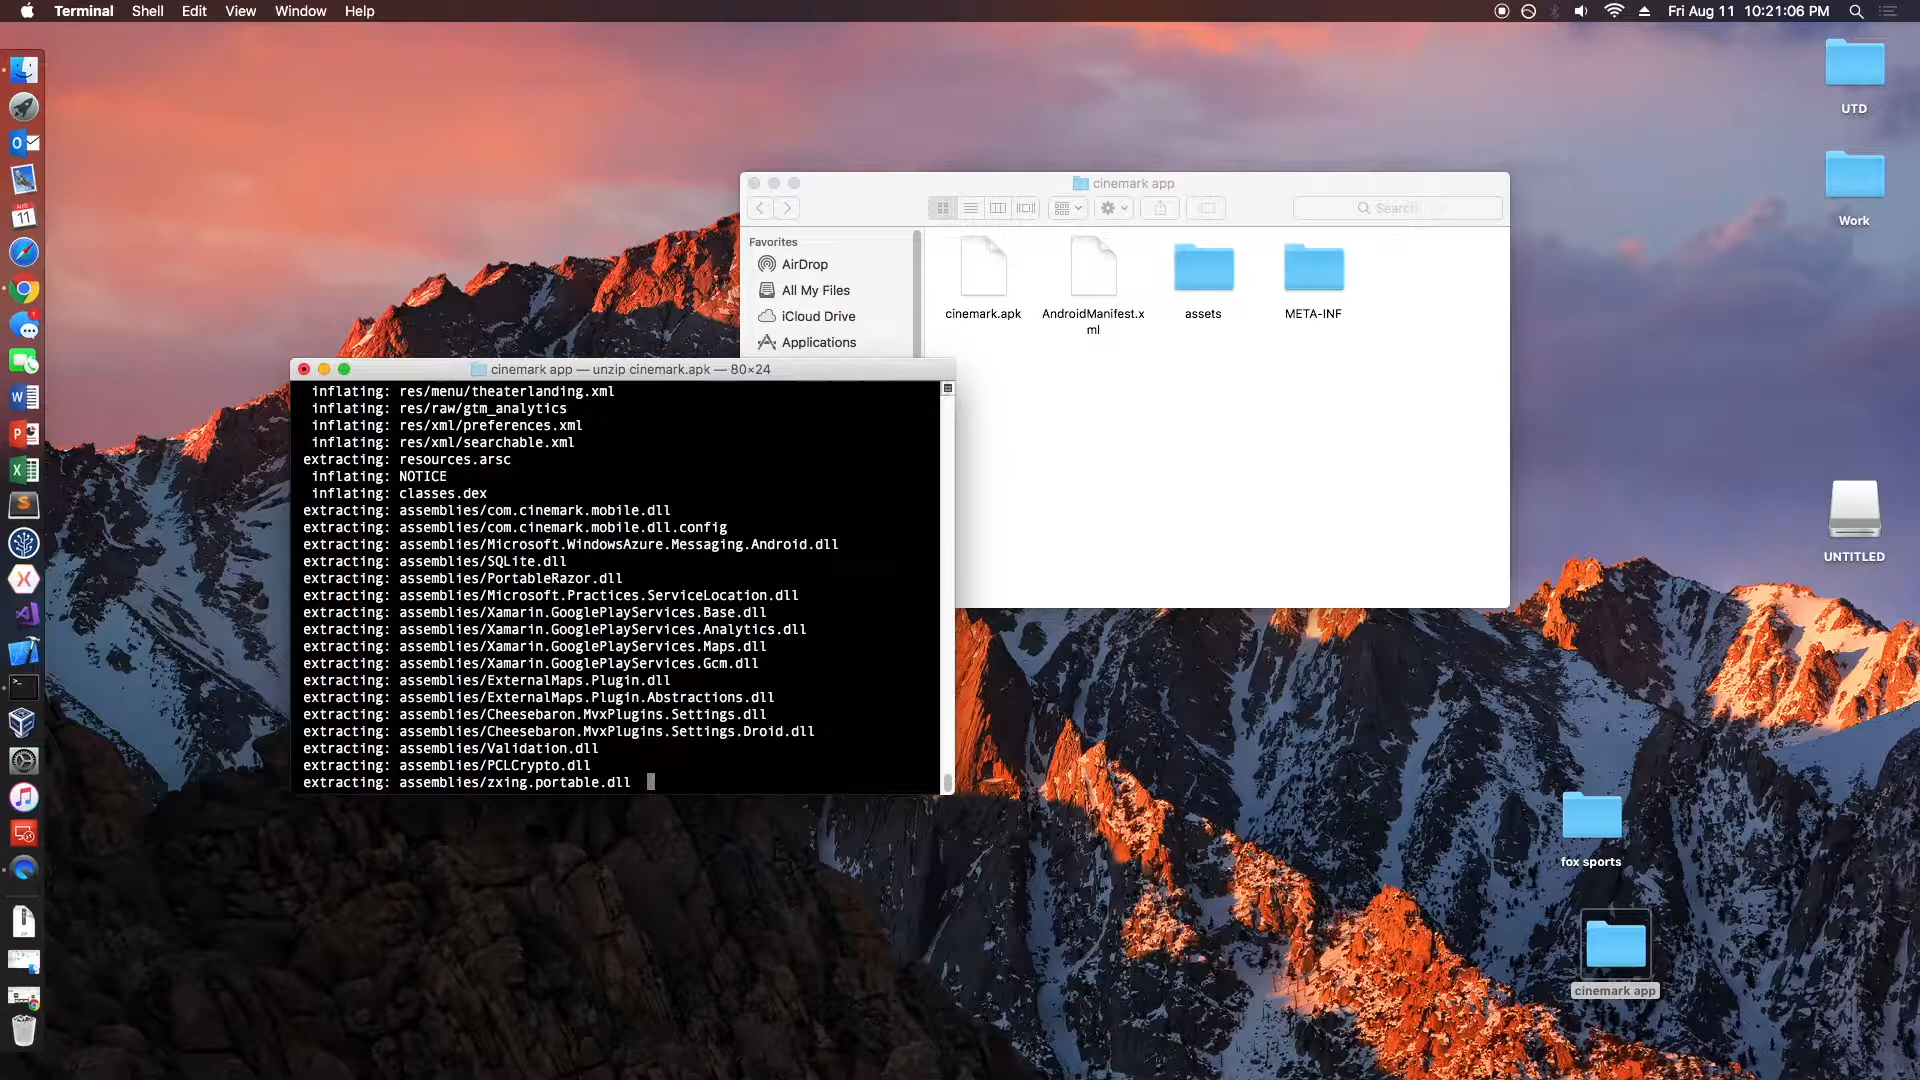 Terminal Shell Edit View Window Help
Fri Aug 11 10:21:06 PM
UTD
Work
cinemark app
Search
Favorites
AirDrop
All My Files
iCloud Drive
Applications
cinemark.apk
AndroidManifest.x
ml
assets
META-INF
cinemark app — unzip cinemark.apk — 80×24
inflating: res/menu/theaterlanding.xml
inflating: res/raw/gtm_analytics
inflating: res/xml/preferences.xml
inflating: res/xml/searchable.xml
extracting: resources.arsc
inflating: NOTICE
inflating: classes.dex
extracting: assemblies/com.cinemark.mobile.dll
extracting: assemblies/com.cinemark.mobile.dll.config
extracting: assemblies/Microsoft.WindowsAzure.Messaging.Android.dll
extracting: assemblies/SQLite.dll
extracting: assemblies/PortableRazor.dll
extracting: assemblies/Microsoft.Practices.ServiceLocation.dll
extracting: assemblies/Xamarin.GooglePlayServices.Base.dll
extracting: assemblies/Xamarin.GooglePlayServices.Analytics.dll
extracting: assemblies/Xamarin.GooglePlayServices.Maps.dll
extracting: assemblies/Xamarin.GooglePlayServices.Gcm.dll
extracting: assemblies/ExternalMaps.Plugin.dll
extracting: assemblies/ExternalMaps.Plugin.Abstractions.dll
extracting: assemblies/Cheesebaron.MvxPlugins.Settings.dll
extracting: assemblies/Cheesebaron.MvxPlugins.Settings.Droid.dll
extracting: assemblies/Validation.dll
extracting: assemblies/PCLCrypto.dll
extracting: assemblies/zxing.portable.dll
UNTITLED
fox sports
cinemark app
AUG
11